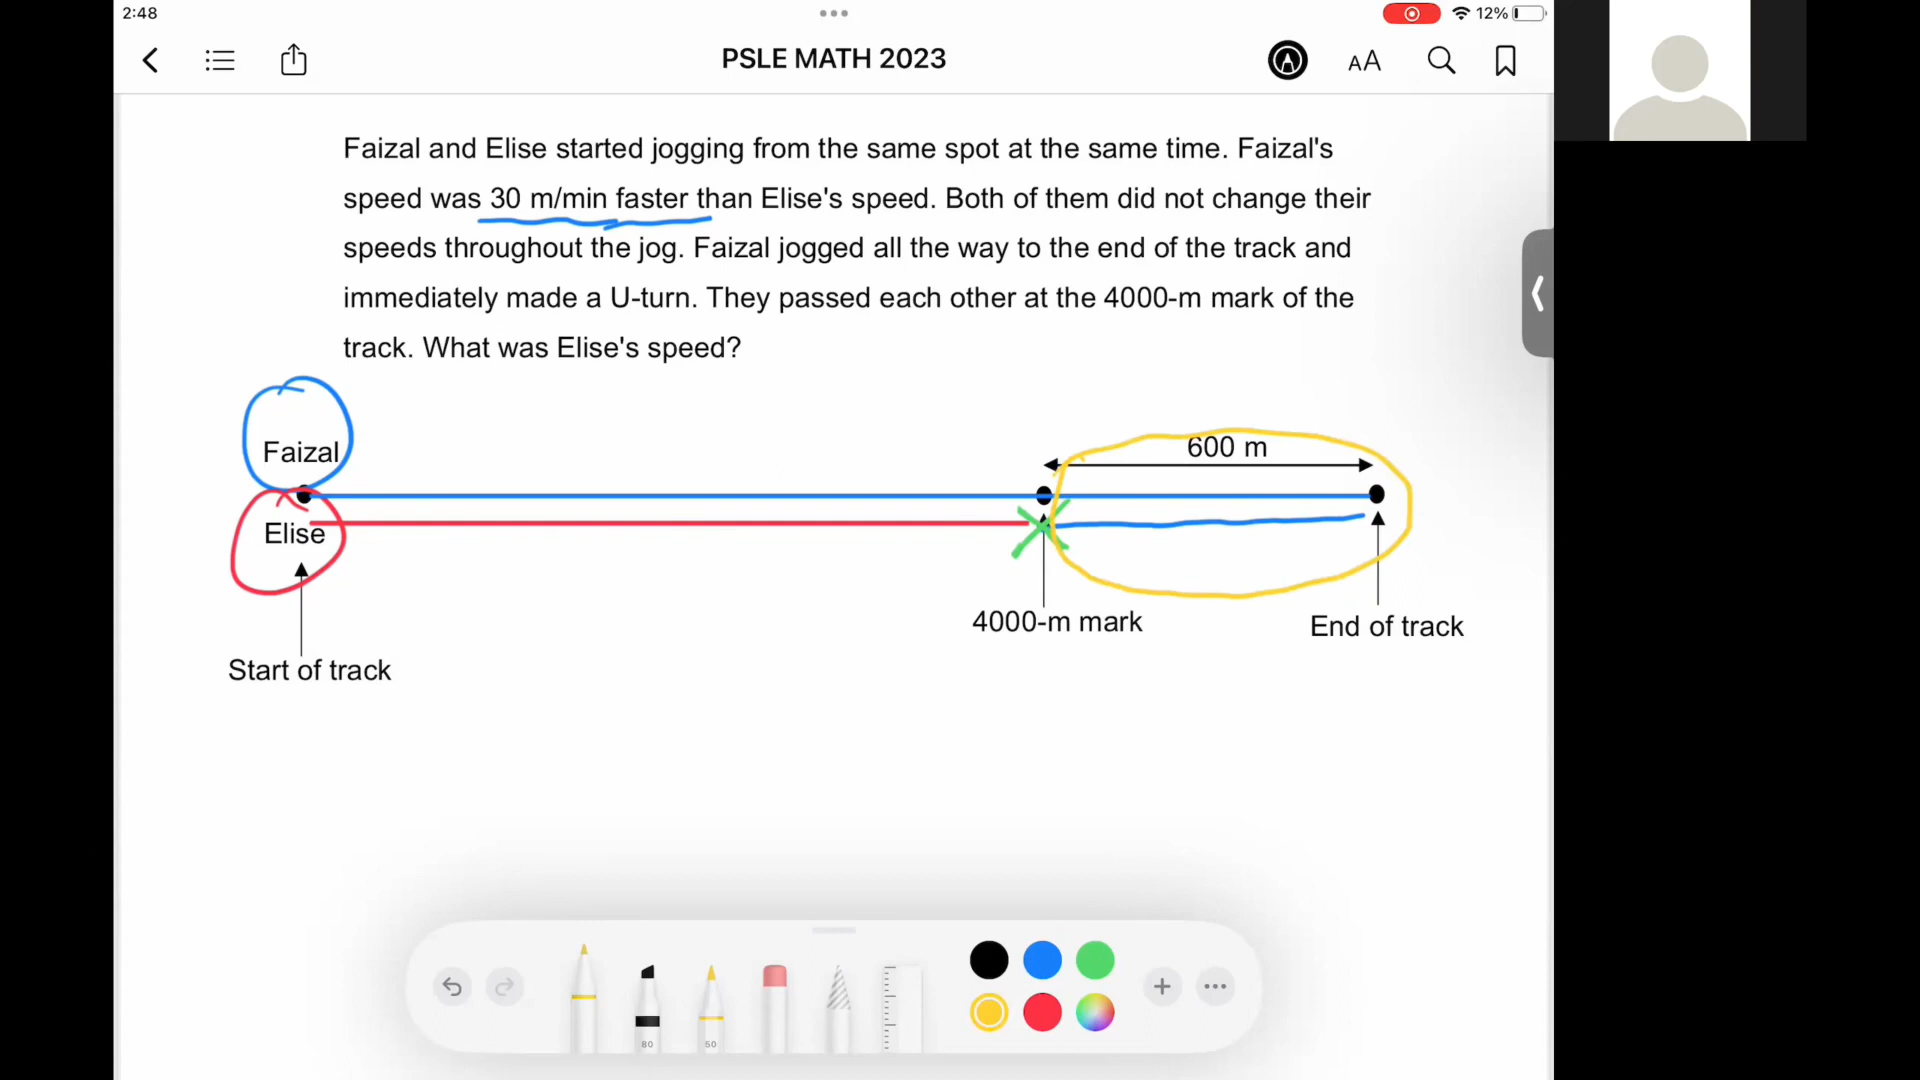 2:48
12%
PSLE MATH 2023
AA
Faizal and Elise started jogging from the same spot at the same time. Faizal's
speed was 30 m/min faster than Elise's speed. Both of them did not change their
speeds throughout the jog. Faizal jogged all the way to the end of the track and
immediately made a U-turn. They passed each other at the 4000-m mark of the
track. What was Elise's speed?
Faizal
600 m
Elise
4000-m mark
End of track
Start of track
80
50